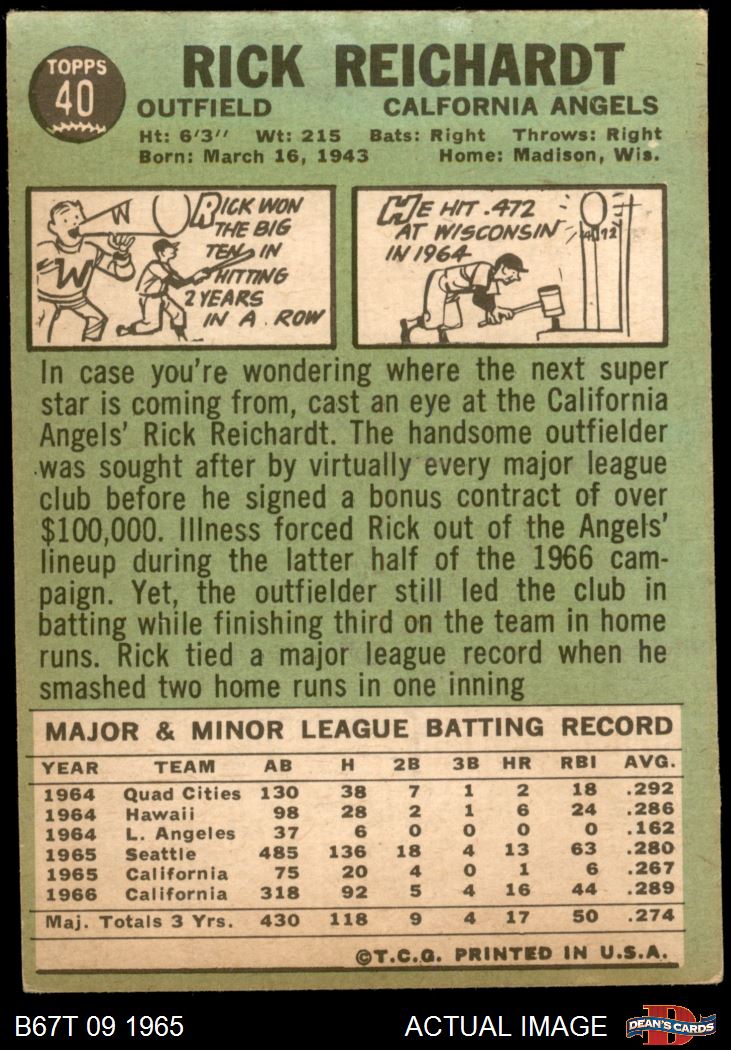 TOPPS
40
RICK REICHARDT
OUTFIELD CALFORNIA ANGELS
Ht: 6'3" Wt: 215 Bats: Right Throws: Right
Born: March 16, 1943 Home: Madison, Wis.
W
W
RICK WON
THE BIG
TEN IN
HITTING
2 YEARS
IN A ROW
HE HIT .472
AT WISCONSIN
IN 1964
.472
In case you're wondering where the next super
star is coming from, cast an eye at the California
Angels' Rick Reichardt. The handsome outfielder
was sought after by virtually every major league
club before he signed a bonus contract of over
$100,000. Illness forced Rick out of the Angels'
lineup during the latter half of the 1966 cam-
paign. Yet, the outfielder still led the club in
batting while finishing third on the team in home
runs. Rick tied a major league record when he
smashed two home runs in one inning
MAJOR & MINOR LEAGUE BATTING RECORD
YEAR TEAM AB H 2B 3B HR RBI AVG.
1964 Quad Cities 130 38 7 1 2 18 .292
1964 Hawaii 98 28 2 1 6 24 .286
1964 L. Angeles 37 6 0 0 0 0 .162
1965 Seattle 485 136 18 4 13 63 .280
1965 California 75 20 4 0 1 6 .267
1966 California 318 92 5 4 16 44 .289
Maj. Totals 3 Yrs. 430 118 9 4 17 50 .274
©T.C.G. PRINTED IN U.S.A.
B67T 09 1965 ACTUAL IMAGE
D
DEAN'S CARDS